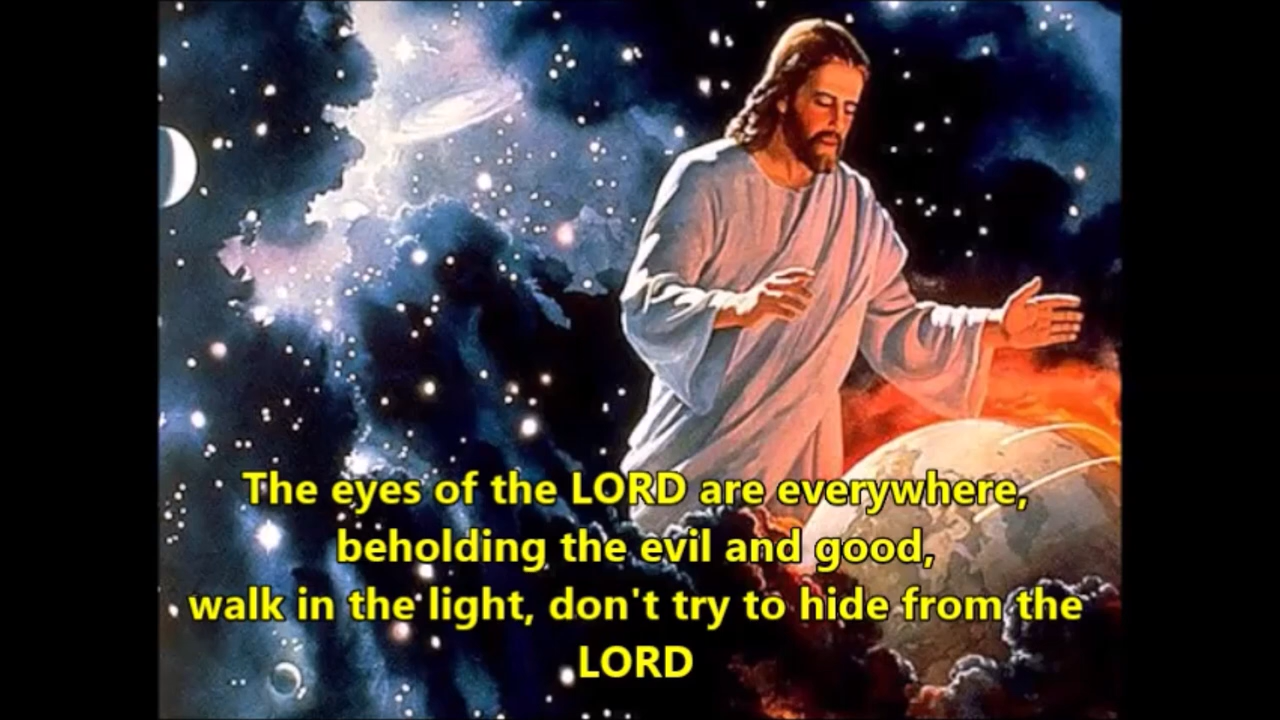 The eyes of the LORD are everywhere,
beholding the evil and good,
walk in the light, don't try to hide from the
LORD